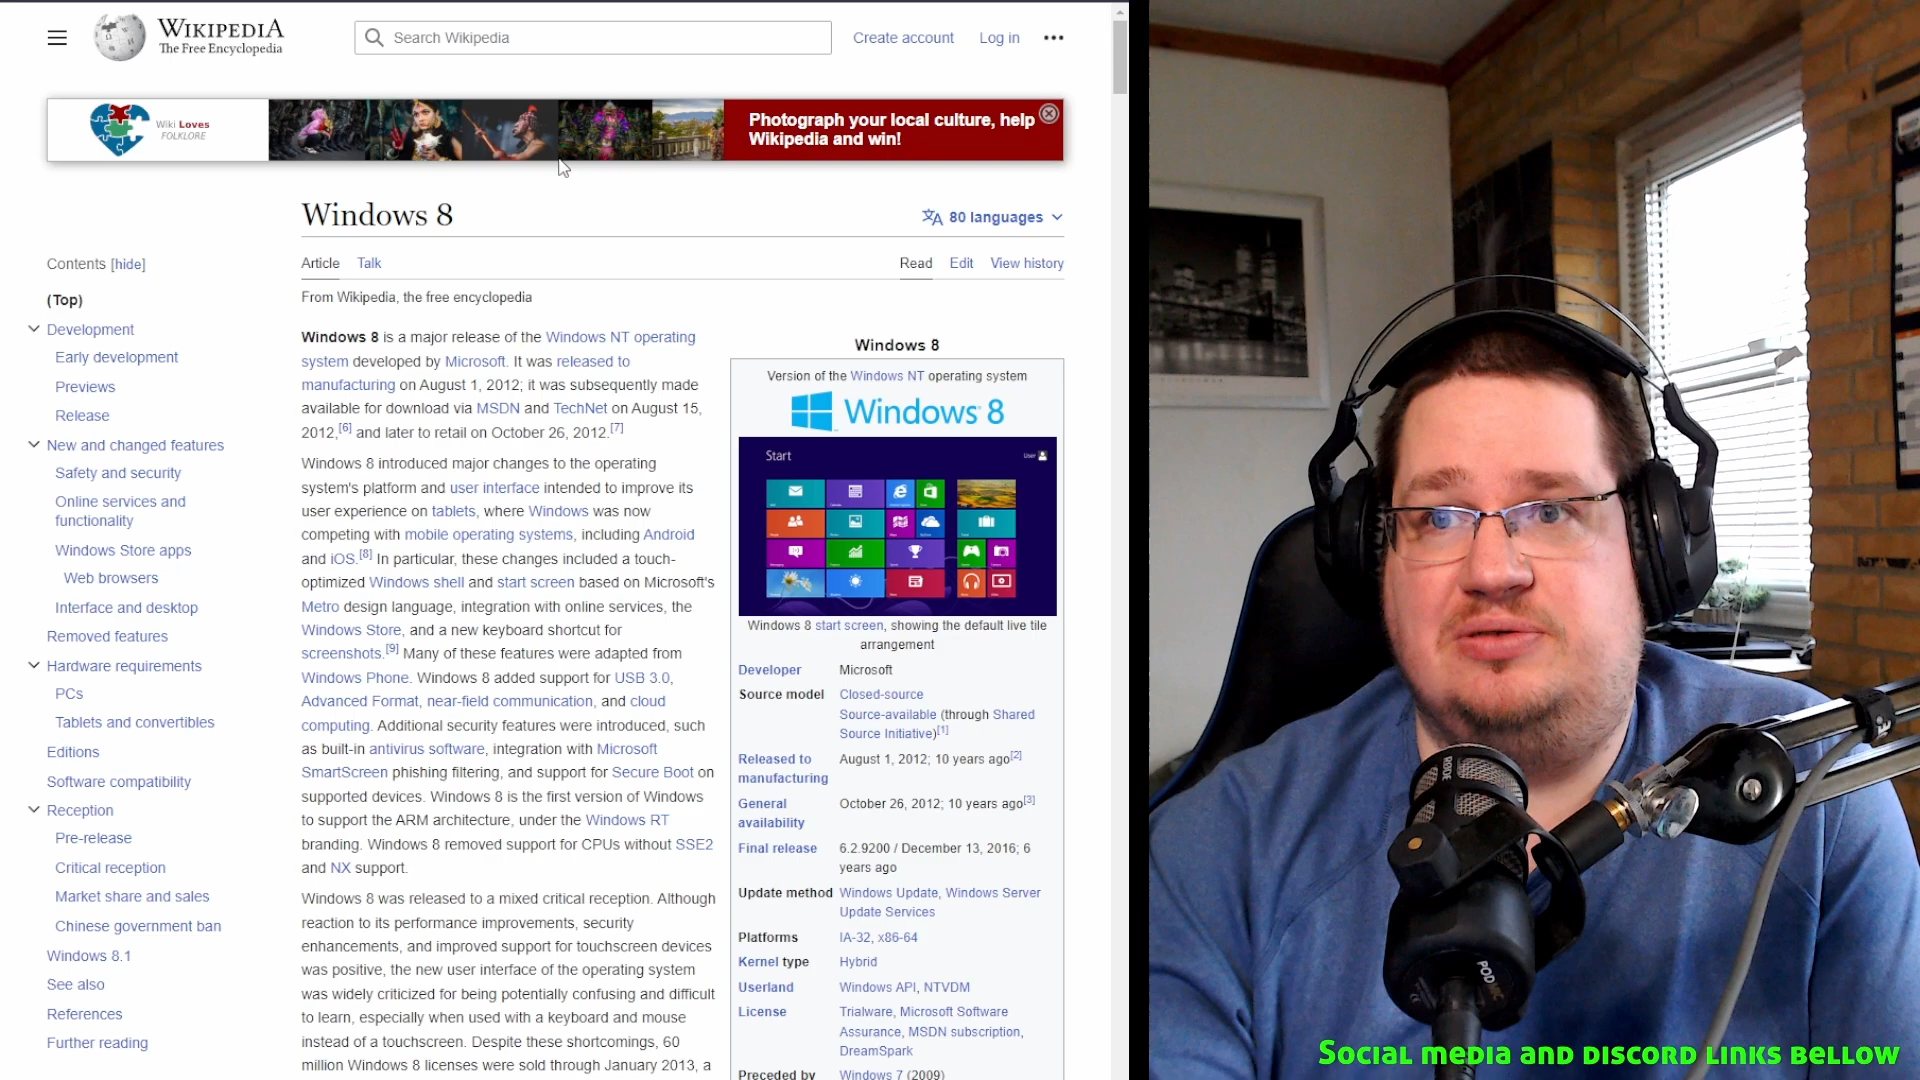 WIKIPEDIA
The Free Encyclopedia
Search Wikipedia
Create account
Log in
Wiki Loves
FOLKLORE
Photograph your local culture, help
Wikipedia and win!
Windows 8
80 languages
Contents [hide]
(Top)
Development
Early development
Previews
Release
New and changed features
Safety and security
Online services and
functionality
Windows Store apps
Web browsers
Interface and desktop
Removed features
Hardware requirements
PCs
Tablets and convertibles
Editions
Software compatibility
Reception
Pre-release
Critical reception
Market share and sales
Chinese government ban
Windows 8.1
See also
References
Further reading
Article Talk
Read Edit View history
From Wikipedia, the free encyclopedia
Windows 8 is a major release of the Windows NT operating
system developed by Microsoft. It was released to
manufacturing on August 1, 2012; it was subsequently made
available for download via MSDN and TechNet on August 15,
2012,[6] and later to retail on October 26, 2012.[7]
Windows 8 introduced major changes to the operating
system's platform and user interface intended to improve its
user experience on tablets, where Windows was now
competing with mobile operating systems, including Android
and iOS.[8] In particular, these changes included a touch-
optimized Windows shell and start screen based on Microsoft's
Metro design language, integration with online services, the
Windows Store, and a new keyboard shortcut for
screenshots.[9] Many of these features were adapted from
Windows Phone. Windows 8 added support for USB 3.0,
Advanced Format, near-field communication, and cloud
computing. Additional security features were introduced, such
as built-in antivirus software, integration with Microsoft
SmartScreen phishing filtering, and support for Secure Boot on
supported devices. Windows 8 is the first version of Windows
to support the ARM architecture, under the Windows RT
branding. Windows 8 removed support for CPUs without SSE2
and NX support.
Windows 8 was released to a mixed critical reception. Although
reaction to its performance improvements, security
enhancements, and improved support for touchscreen devices
was positive, the new user interface of the operating system
was widely criticized for being potentially confusing and difficult
to learn, especially when used with a keyboard and mouse
instead of a touchscreen. Despite these shortcomings, 60
million Windows 8 licenses were sold through January 2013, a
Windows 8
Version of the Windows NT operating system
Windows 8
Start
User
Windows 8 start screen, showing the default live tile
arrangement
Developer Microsoft
Source model Closed-source
Source-available (through Shared
Source Initiative)[1]
Released to manufacturing August 1, 2012; 10 years ago[2]
General availability October 26, 2012; 10 years ago[3]
Final release 6.2.9200 / December 13, 2016; 6
years ago
Update method Windows Update, Windows Server
Update Services
Platforms IA-32, x86-64
Kernel type Hybrid
Userland Windows API, NTVDM
License Trialware, Microsoft Software
Assurance, MSDN subscription,
DreamSpark
Preceded by Windows 7 (2009)
RØDE
Social media and discord links bellow